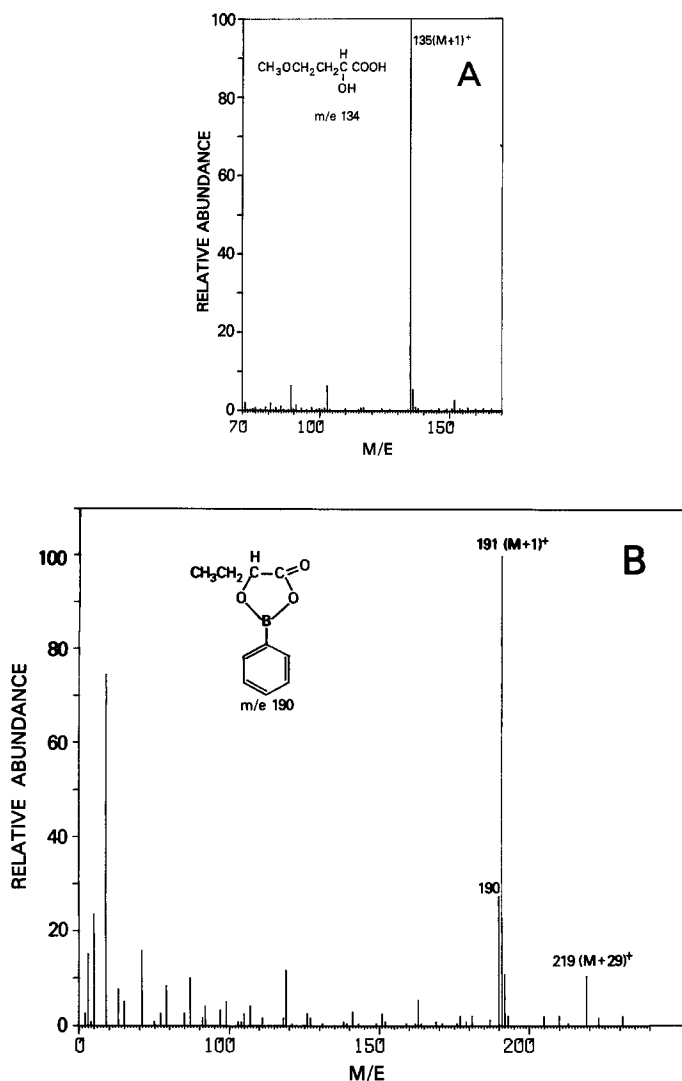 100
135(M+1)+
H
CH3OCH2CH2C COOH
OH
m/e 134
A
80
60
40
20
0
RELATIVE ABUNDANCE
70 100 150
M/E
100
191 (M+1)+
B
H
CH3CH2 C C O
O O
B
m/e 190
80
60
40
20
0
190
219 (M+29)+
RELATIVE ABUNDANCE
0 100 150 200
M/E